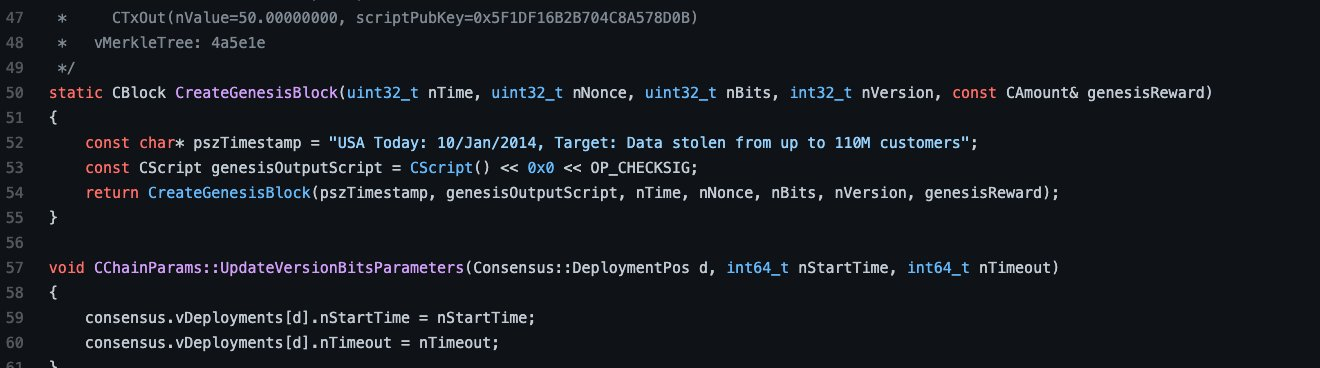 47 *     CTxOut(nValue=50.00000000, scriptPubKey=0x5F1DF16B2B704C8A578D0B)
48 *   vMerkleTree: 4a5e1e
49 */
50 static CBlock CreateGenesisBlock(uint32_t nTime, uint32_t nNonce, uint32_t nBits, int32_t nVersion, const CAmount& genesisReward)
51 {
52     const char* pszTimestamp = "USA Today: 10/Jan/2014, Target: Data stolen from up to 110M customers";
53     const CScript genesisOutputScript = CScript() << 0x0 << OP_CHECKSIG;
54     return CreateGenesisBlock(pszTimestamp, genesisOutputScript, nTime, nNonce, nBits, nVersion, genesisReward);
55 }
56
57 void CChainParams::UpdateVersionBitsParameters(Consensus::DeploymentPos d, int64_t nStartTime, int64_t nTimeout)
58 {
59     consensus.vDeployments[d].nStartTime = nStartTime;
60     consensus.vDeployments[d].nTimeout = nTimeout;
61 }